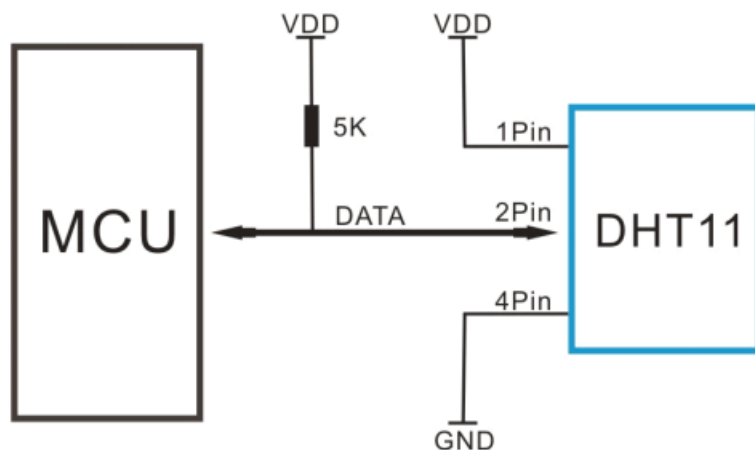 VDD
VDD
5K
1Pin
MCU
DATA
2Pin
DHT11
4Pin
GND